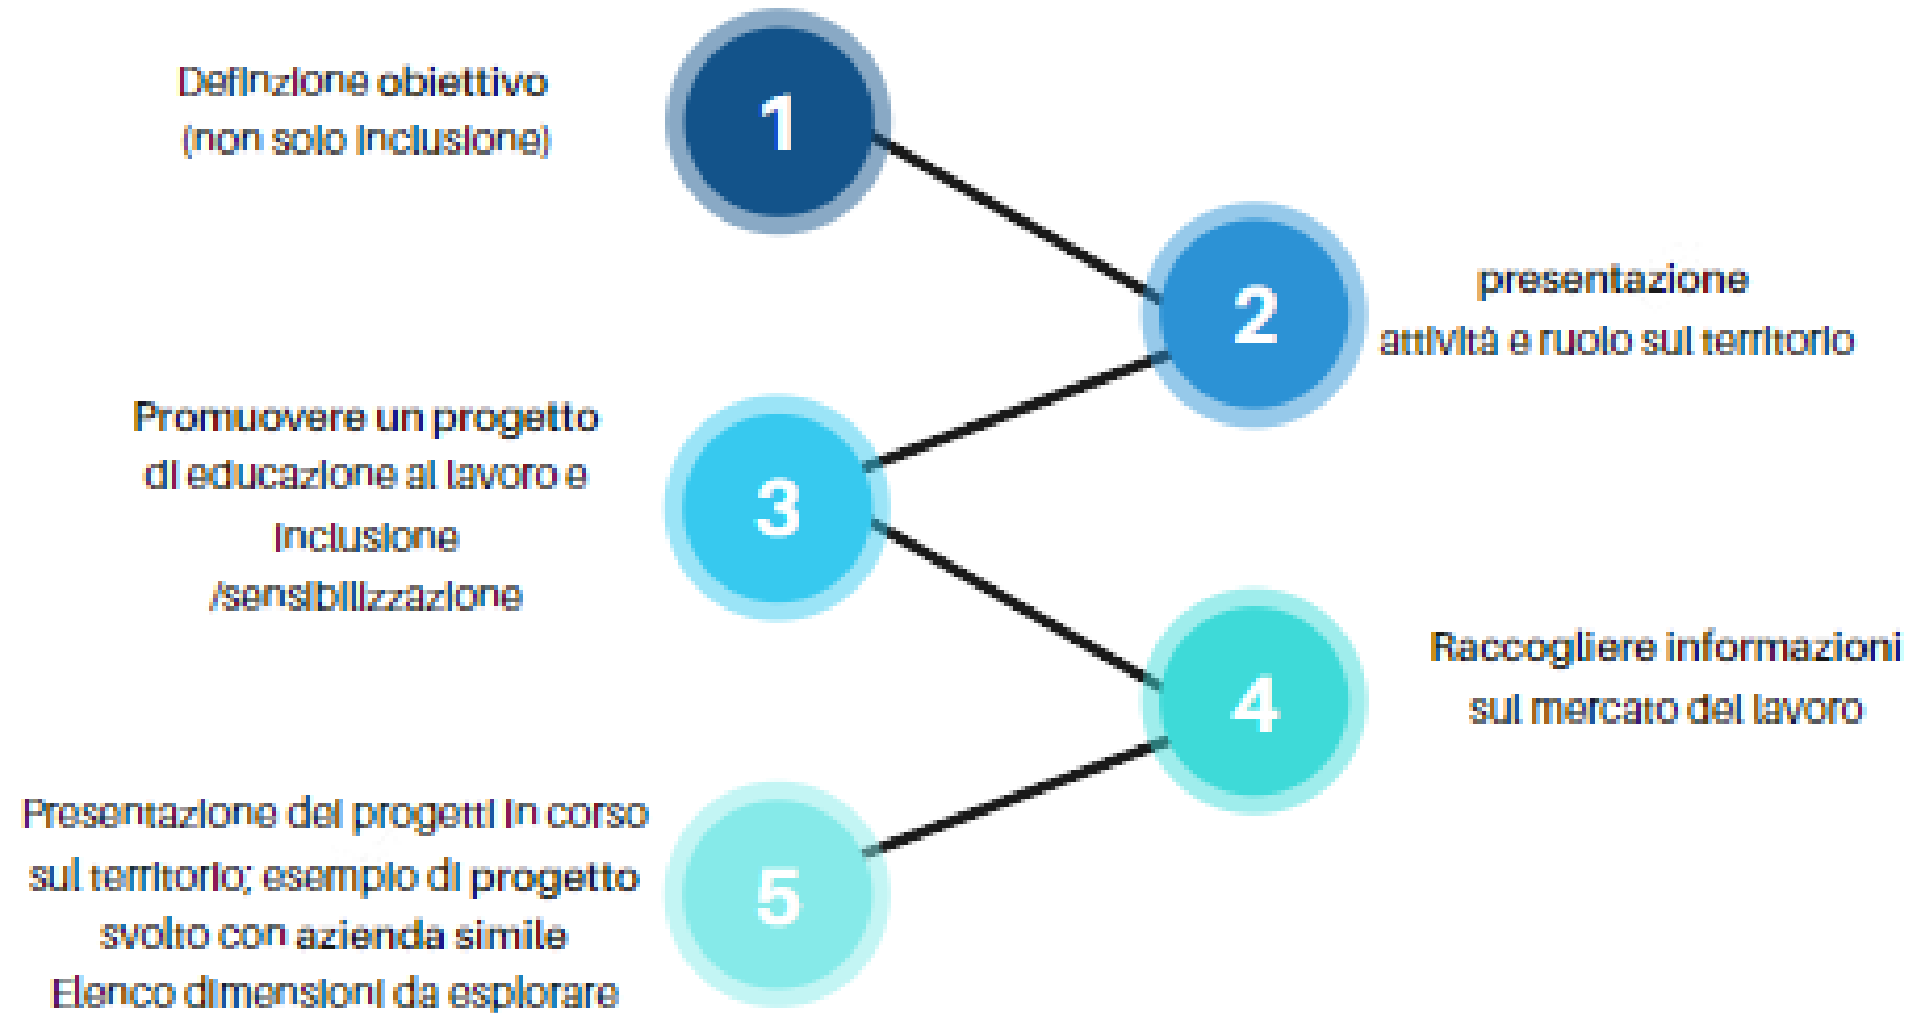 Definzione obiettivo
(non solo inclusione)
1
2
presentazione
attività e ruolo sul territorio
Promuovere un progetto
di educazione al lavoro e
inclusione
/sensibilizzazione
3
4
Raccogliere informazioni
sul mercato del lavoro
Presentazione dei progetti in corso
sul territorio; esempio di progetto
svolto con azienda simile
Elenco dimensioni da esplorare
5